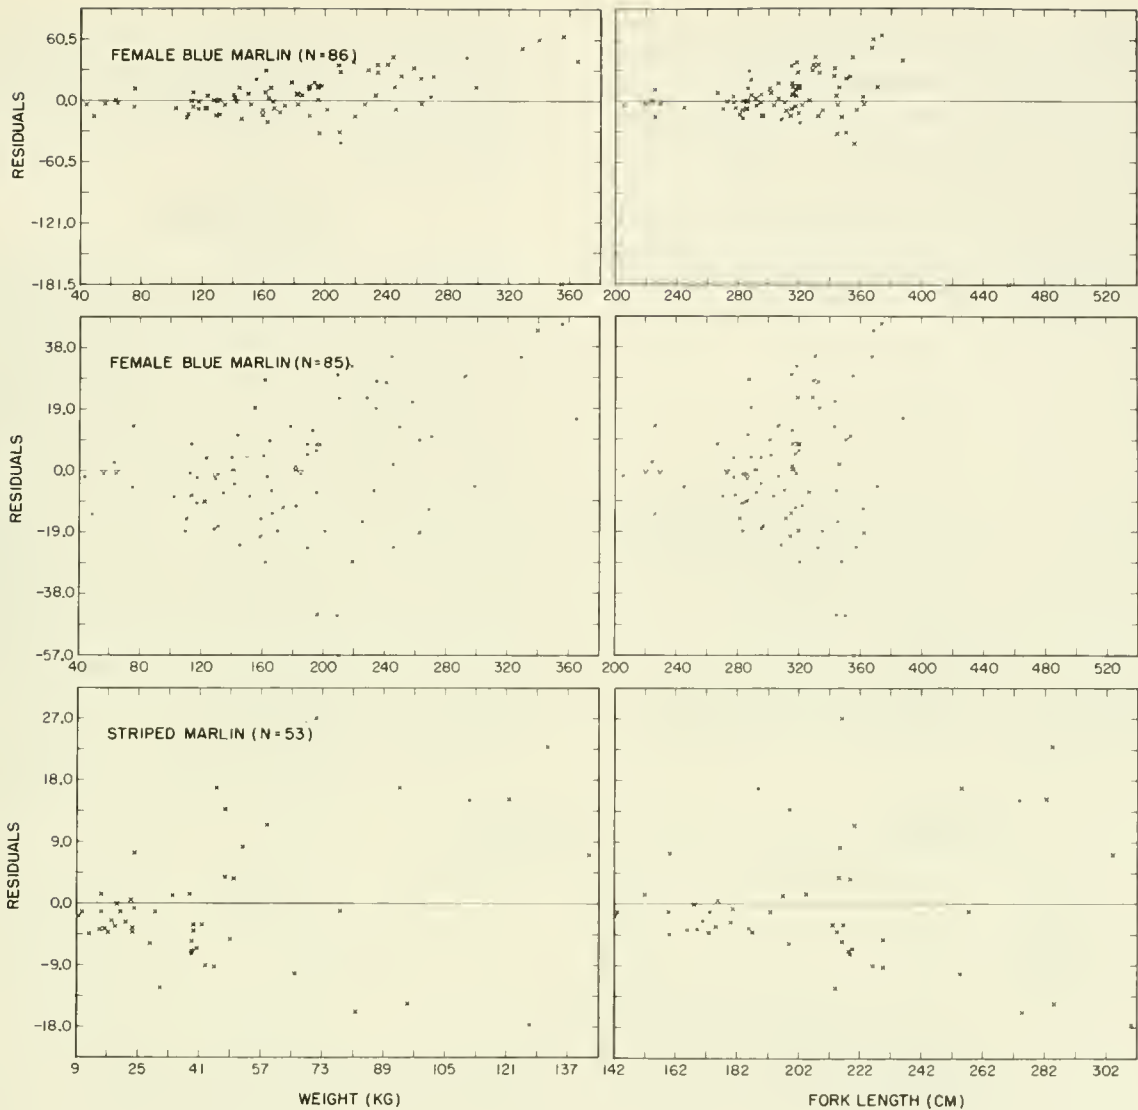 60.5
FEMALE BLUE MARLIN (N=86)
0.0
RESIDUALS
-60.5
-121.0
-181.5
40 80 120 160 200 240 280 320 360
200 240 280 320 360 400 440 480 520
38.0
FEMALE BLUE MARLIN (N=85).
19.0
RESIDUALS
0.0
-19.0
-38.0
-57.0
40 80 120 160 200 240 280 320 360
200 240 280 320 360 400 440 480 520
27.0
STRIPED MARLIN (N=53)
18.0
9.0
RESIDUALS
0.0
-9.0
-18.0
9 25 41 57 73 89 105 121 137
142 162 182 202 222 242 262 282 302
WEIGHT (KG)
FORK LENGTH (CM)